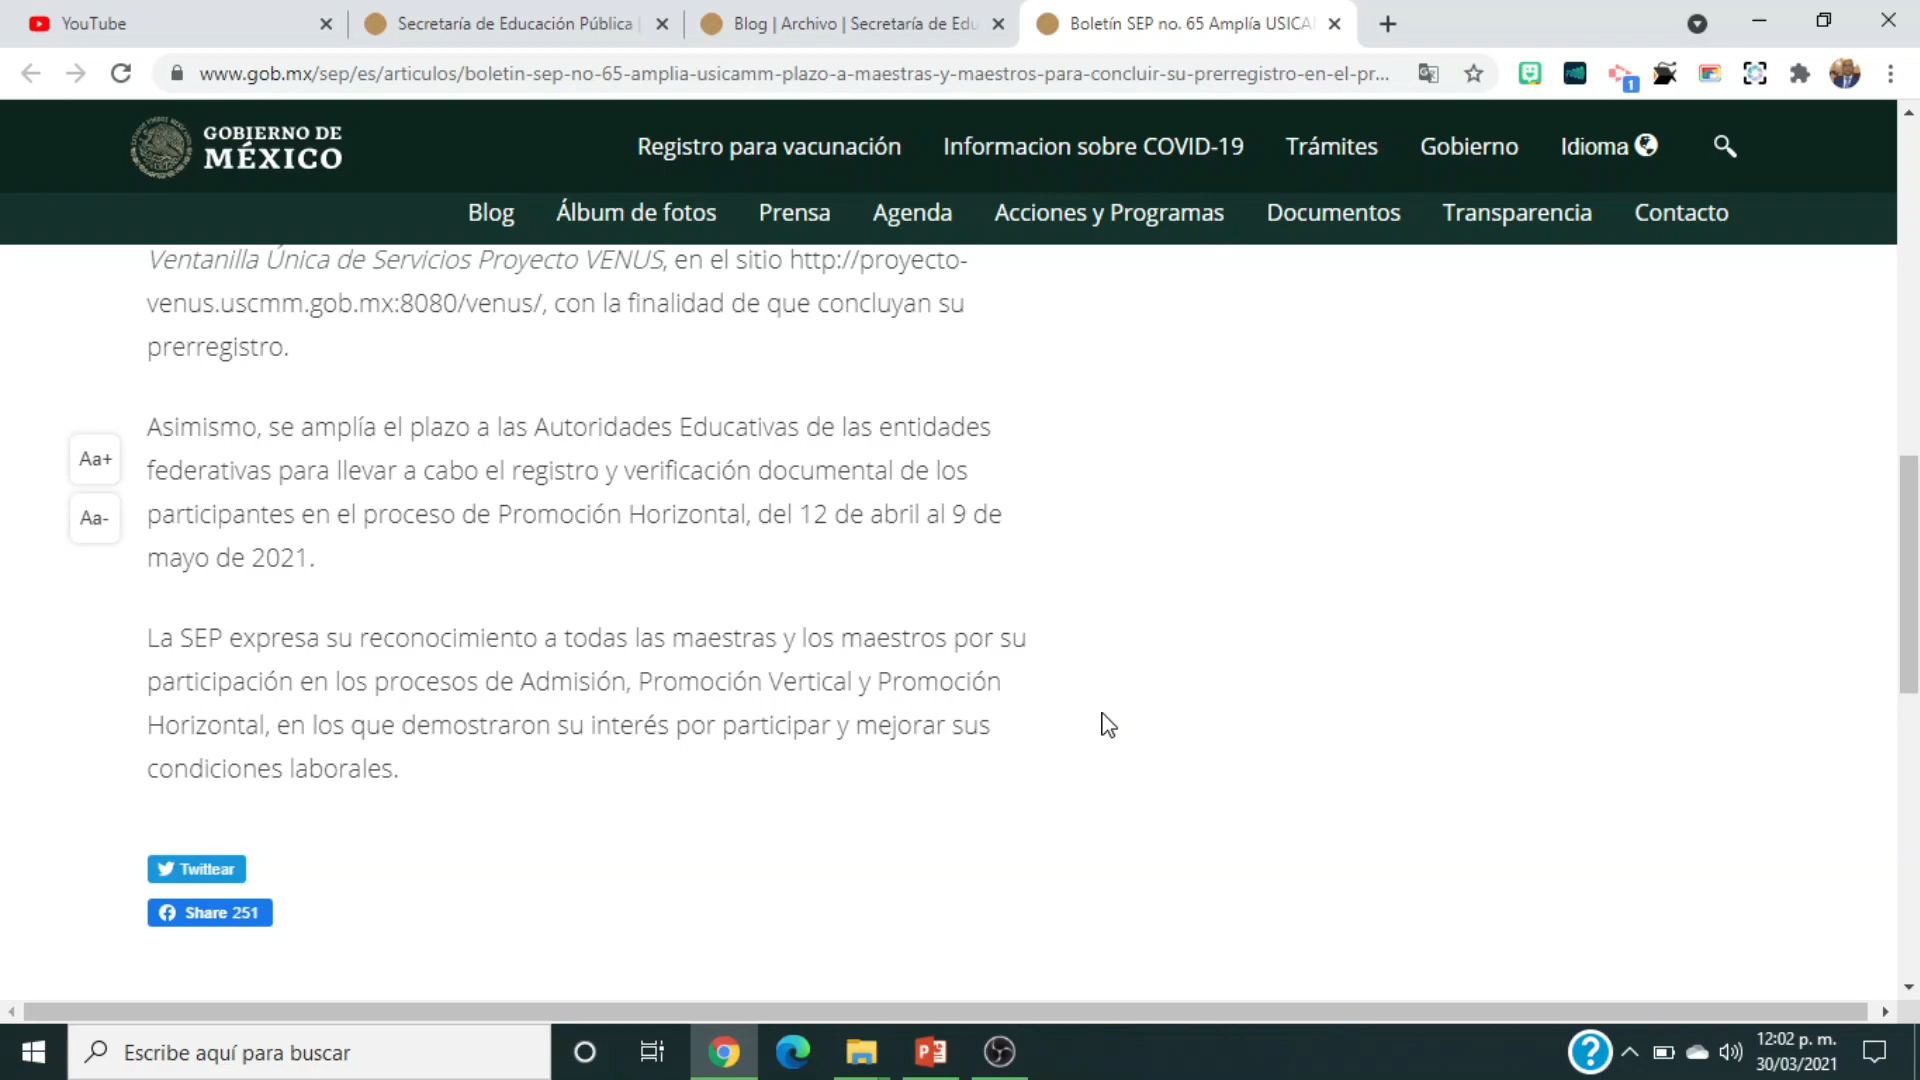 YouTube
Secretaría de Educación Pública |
Blog | Archivo | Secretaría de Edu
Boletín SEP no. 65 Amplía USICA
www.gob.mx/sep/es/articulos/boletin-sep-no-65-amplia-usicamm-plazo-a-maestras-y-maestros-para-concluir-su-prerregistro-en-el-pr...
1
GOBIERNO DE
MÉXICO
Registro para vacunación
Informacion sobre COVID-19
Trámites
Gobierno
Idioma
Blog
Álbum de fotos
Prensa
Agenda
Acciones y Programas
Documentos
Transparencia
Contacto
Ventanilla Única de Servicios Proyecto VENUS, en el sitio http://proyecto-
venus.uscmm.gob.mx:8080/venus/, con la finalidad de que concluyan su
prerregistro.
Asimismo, se amplía el plazo a las Autoridades Educativas de las entidades
federativas para llevar a cabo el registro y verificación documental de los
participantes en el proceso de Promoción Horizontal, del 12 de abril al 9 de
mayo de 2021.
Aa+
Aa-
La SEP expresa su reconocimiento a todas las maestras y los maestros por su
participación en los procesos de Admisión, Promoción Vertical y Promoción
Horizontal, en los que demostraron su interés por participar y mejorar sus
condiciones laborales.
Twittear
Share 251
Escribe aquí para buscar
12:02 p. m.
30/03/2021